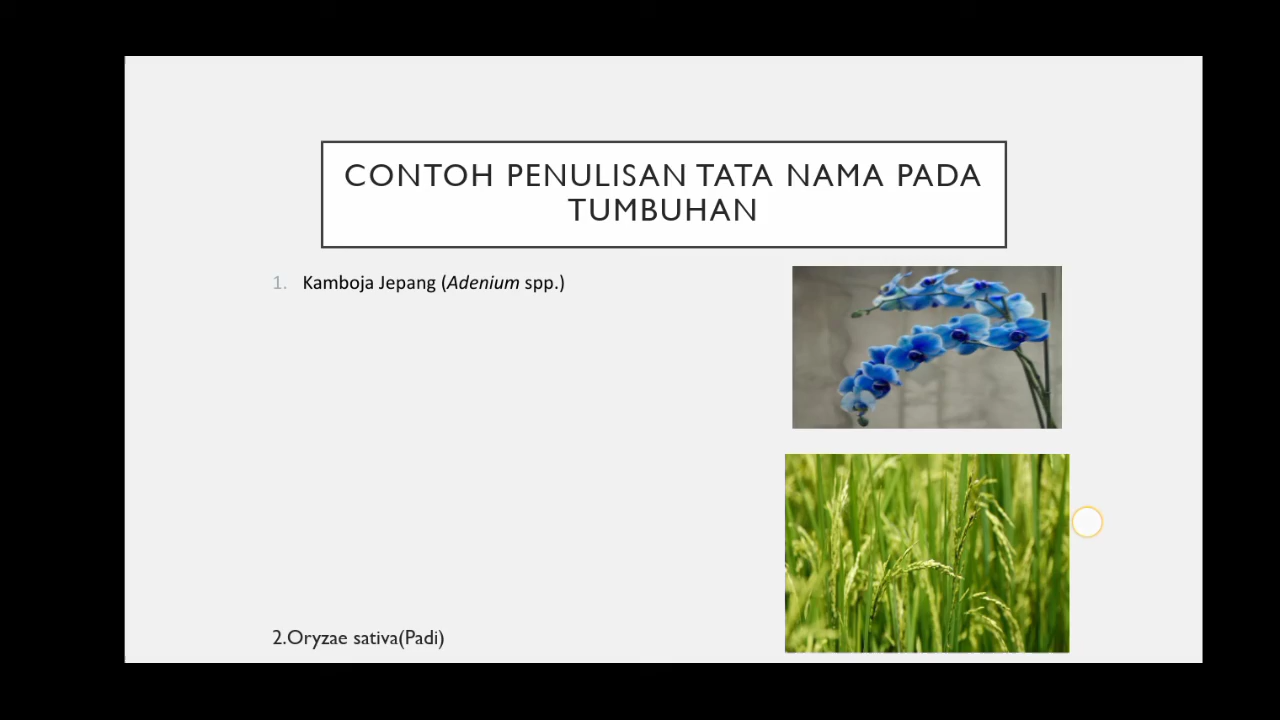 CONTOH PENULISAN TATA NAMA PADA
TUMBUHAN
1. Kamboja Jepang (Adenium spp.)
2.Oryzae sativa(Padi)